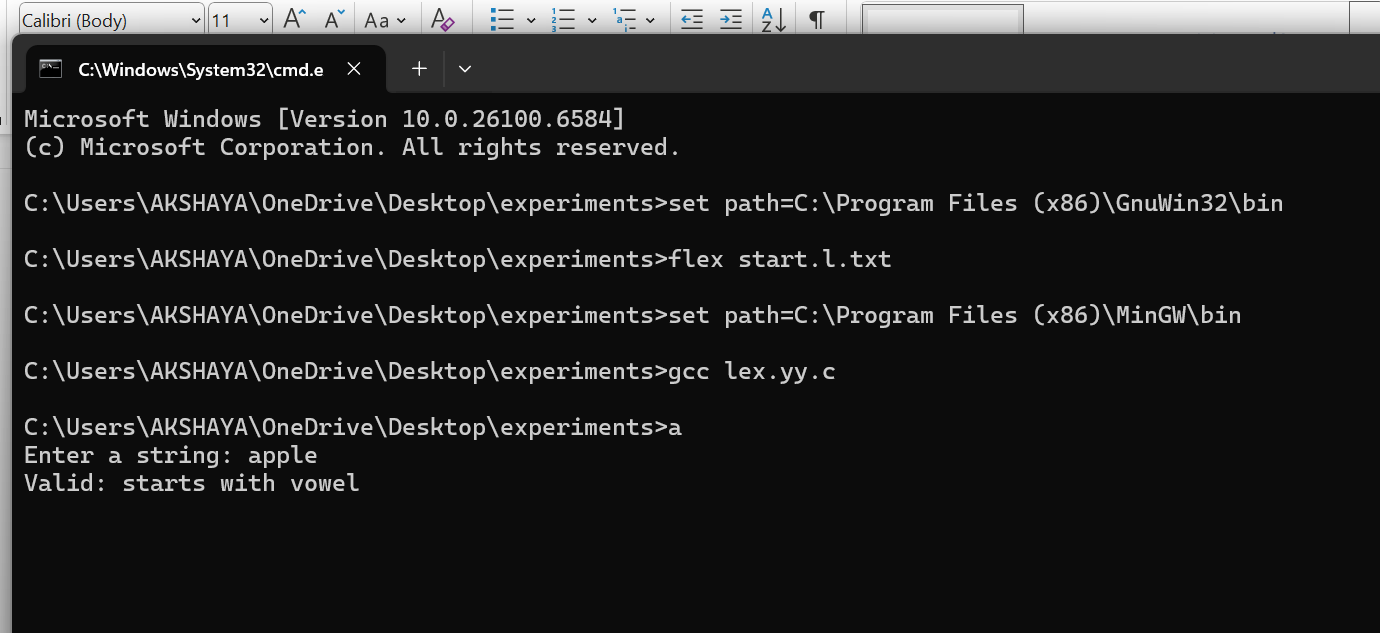 Calibri (Body) 11 A A Aa A
C:\Windows\System32\cmd.e
Microsoft Windows [Version 10.0.26100.6584]
(c) Microsoft Corporation. All rights reserved.
C:\Users\AKSHAYA\OneDrive\Desktop\experiments>set path=C:\Program Files (x86)\GnuWin32\bin
C:\Users\AKSHAYA\OneDrive\Desktop\experiments>flex start.l.txt
C:\Users\AKSHAYA\OneDrive\Desktop\experiments>set path=C:\Program Files (x86)\MinGW\bin
C:\Users\AKSHAYA\OneDrive\Desktop\experiments>gcc lex.yy.c
C:\Users\AKSHAYA\OneDrive\Desktop\experiments>a
Enter a string: apple
Valid: starts with vowel